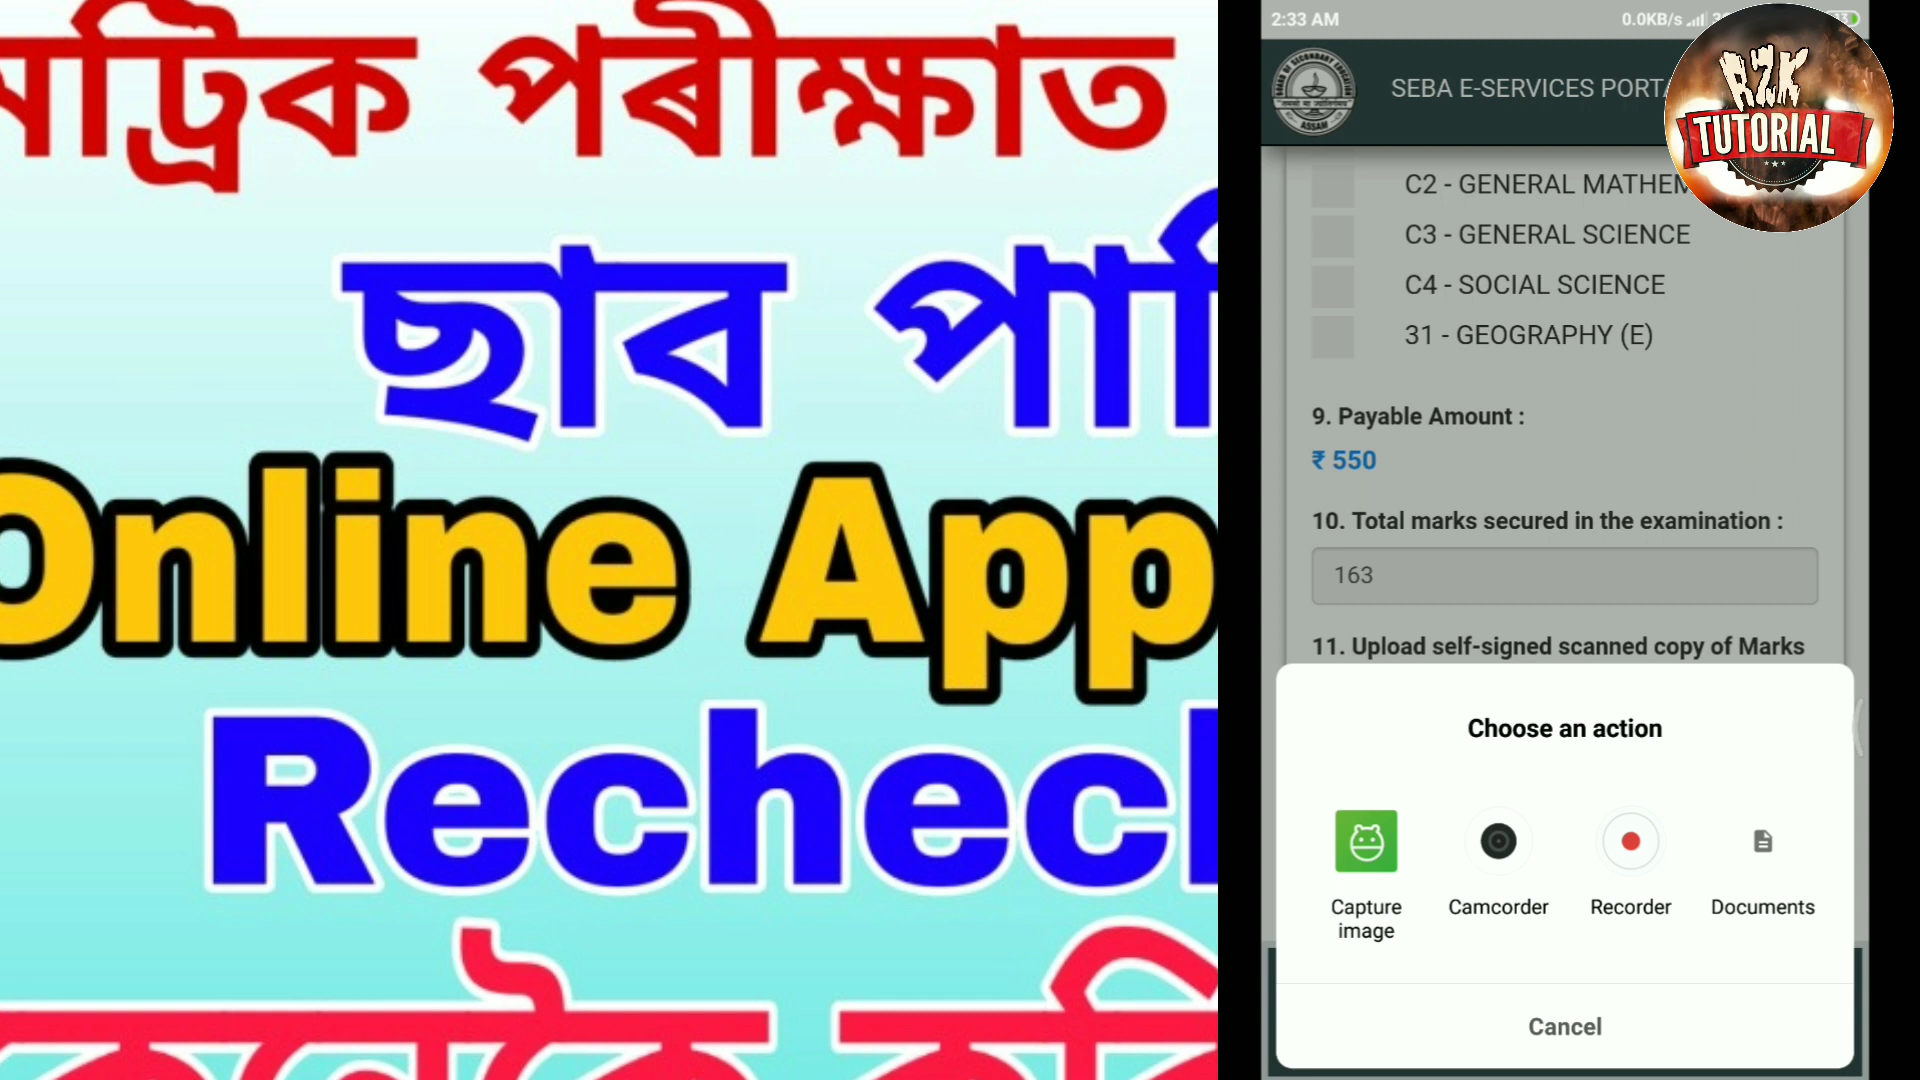 মেট্ৰিক পৰীক্ষাত
ছাব পা
Online App
Rechec
2:33 AM
0.0KB/s
SEBA E-SERVICES PORTA
R2K
TUTORIAL
C2 - GENERAL MATHEM
C3 - GENERAL SCIENCE
C4 - SOCIAL SCIENCE
31 - GEOGRAPHY (E)
9. Payable Amount :
₹ 550
10. Total marks secured in the examination :
163
11. Upload self-signed scanned copy of Marks
Choose an action
Capture image
Camcorder
Recorder
Documents
Cancel